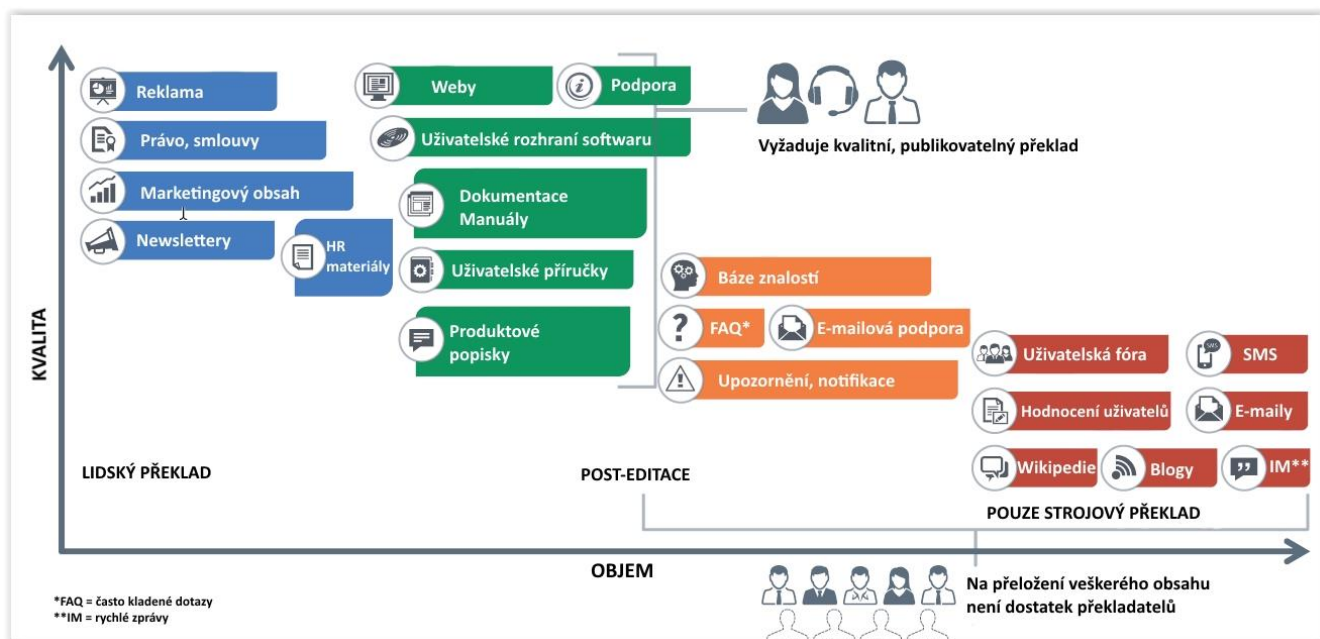 Reklama
Právo, smlouvy
Marketingový obsah
Newslettery
HR
materiály
Weby
Podpora
Uživatelské rozhraní softwaru
Dokumentace
Manuály
Uživatelské příručky
Produktové
popisky
Vyžaduje kvalitní, publikovatelný překlad
Báze znalostí
FAQ*
E-mailová podpora
Upozornění, notifikace
Uživatelská fóra
SMS
SMS
Hodnocení uživatelů
E-maily
Wikipedie
Blogy
IM**
KVALITA
LIDSKÝ PŘEKLAD
POST-EDITACE
POUZE STROJOVÝ PŘEKLAD
OBJEM
Na přeložení veškerého obsahu
není dostatek překladatelů
*FAQ = často kladené dotazy
**IM = rychlé zprávy